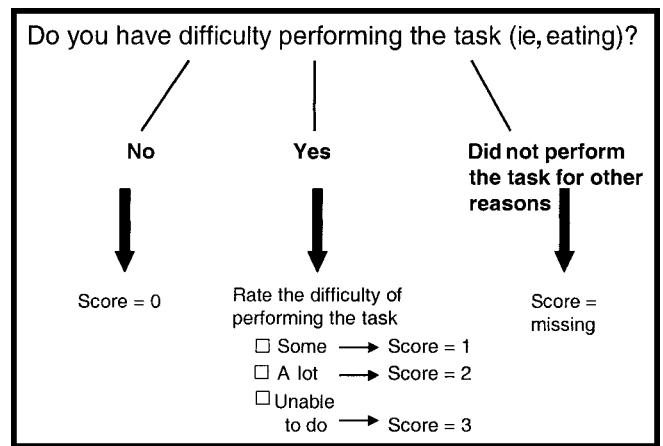 Do you have difficulty performing the task (ie, eating)?
No
Yes
Did not perform
the task for other
reasons
Score = 0
Rate the difficulty of
performing the task
Some
Score = 1
A lot
Score = 2
Unable
to do
Score = 3
Score =
missing